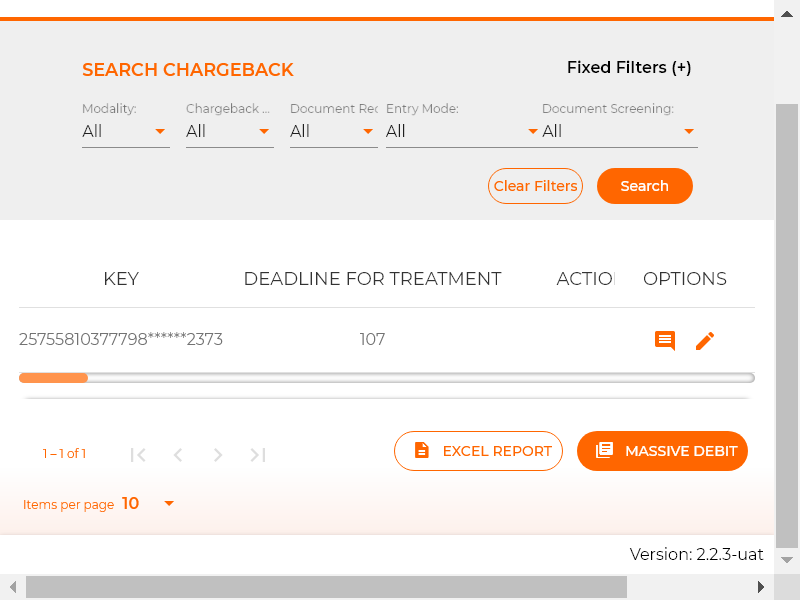 SEARCH CHARGEBACK
Fixed Filters (+)
Modality: Chargeback ... Document Rec Entry Mode: Document Screening:
All All All All All
Clear Filters Search
KEY DEADLINE FOR TREATMENT ACTIO OPTIONS
25755810377798******2373 107
1 – 1 of 1
EXCEL REPORT MASSIVE DEBIT
Items per page 10
Version: 2.2.3-uat